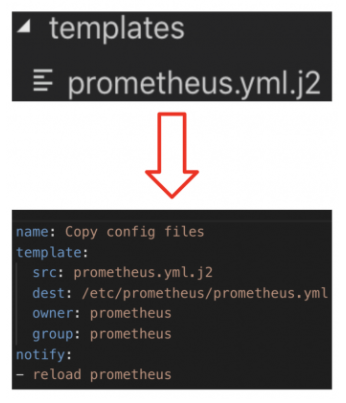 templates
prometheus.yml.j2
name: Copy config files
template:
src: prometheus.yml.j2
dest: /etc/prometheus/prometheus.yml
owner: prometheus
group: prometheus
notify:
- reload prometheus